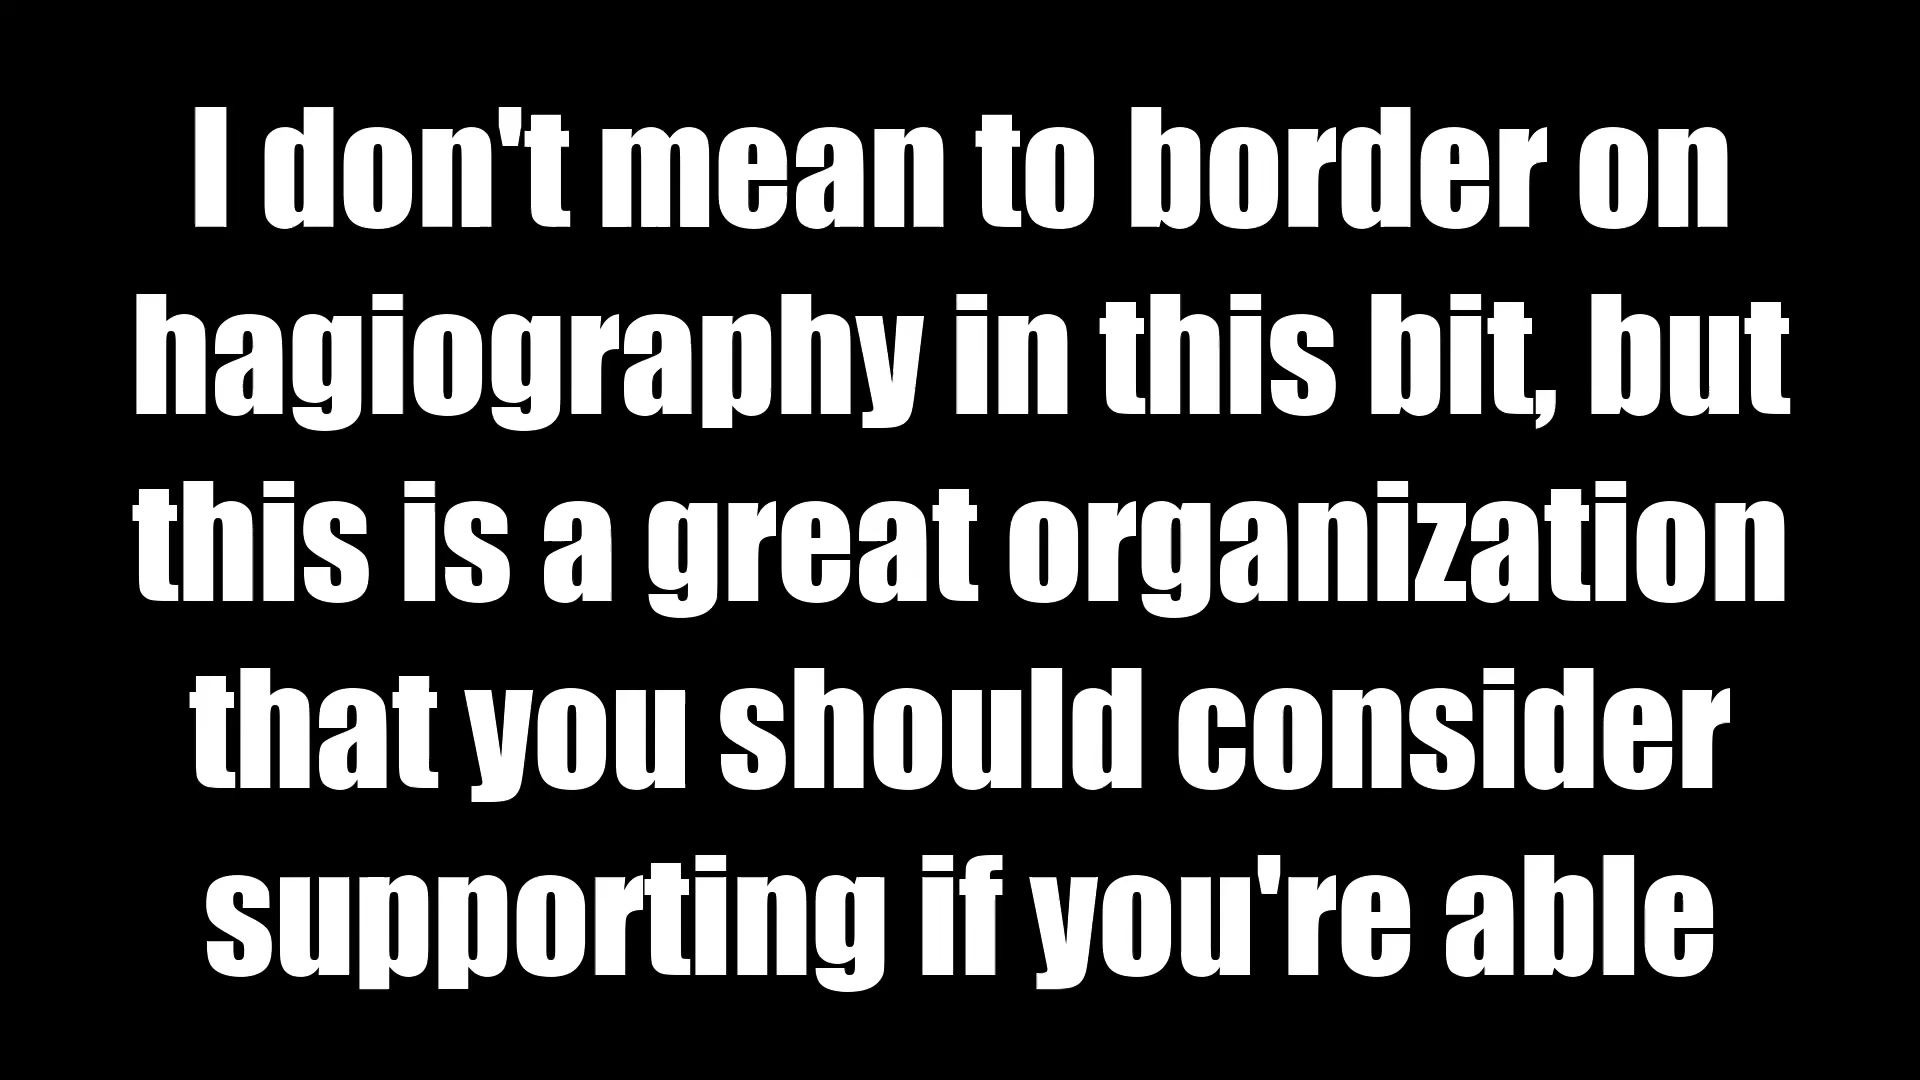 I don't mean to border on
hagiography in this bit, but
this is a great organization
that you should consider
supporting if you're able